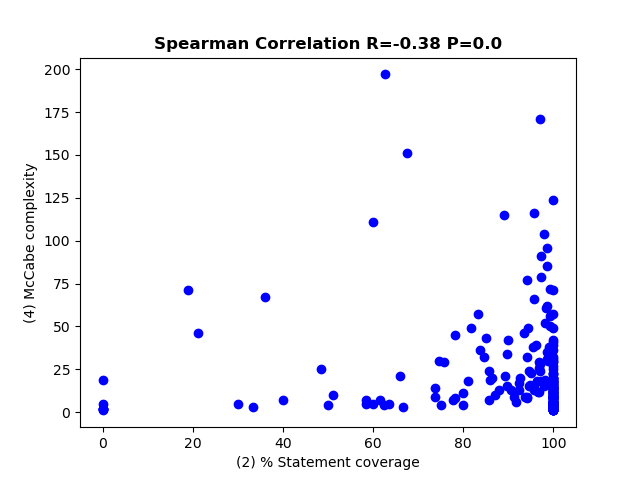 Spearman Correlation R=-0.38 P=0.0
200
175
150
125
100
75
50
25
0
(4) McCabe complexity
0 20 40 60 80 100
(2) % Statement coverage